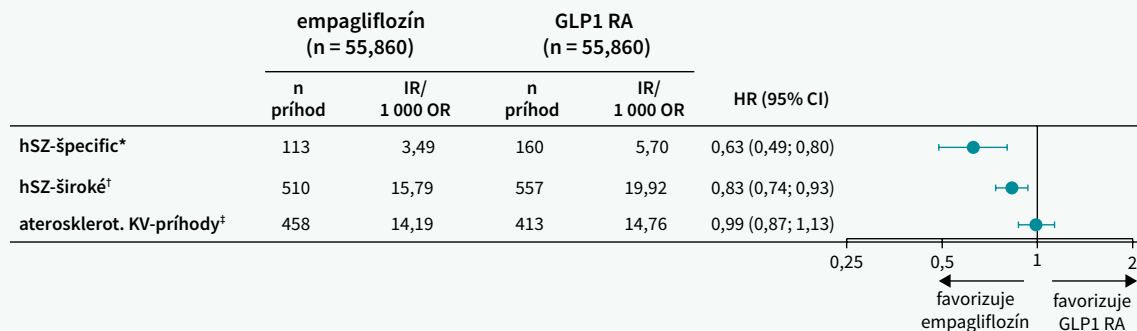 empagliflozín GLP1 RA
(n = 55,860) (n = 55,860)
n IR/ n IR/ HR (95% CI)
príhod 1 000 OR príhod 1 000 OR
hSZ-špecific* 113 3,49 160 5,70 0,63 (0,49; 0,80)
hSZ-široké† 510 15,79 557 19,92 0,83 (0,74; 0,93)
aterosklerot. KV-príhody‡ 458 14,19 413 14,76 0,99 (0,87; 1,13)
0,25 0,5 1 2
favorizuje favorizuje
empagliflozín GLP1 RA